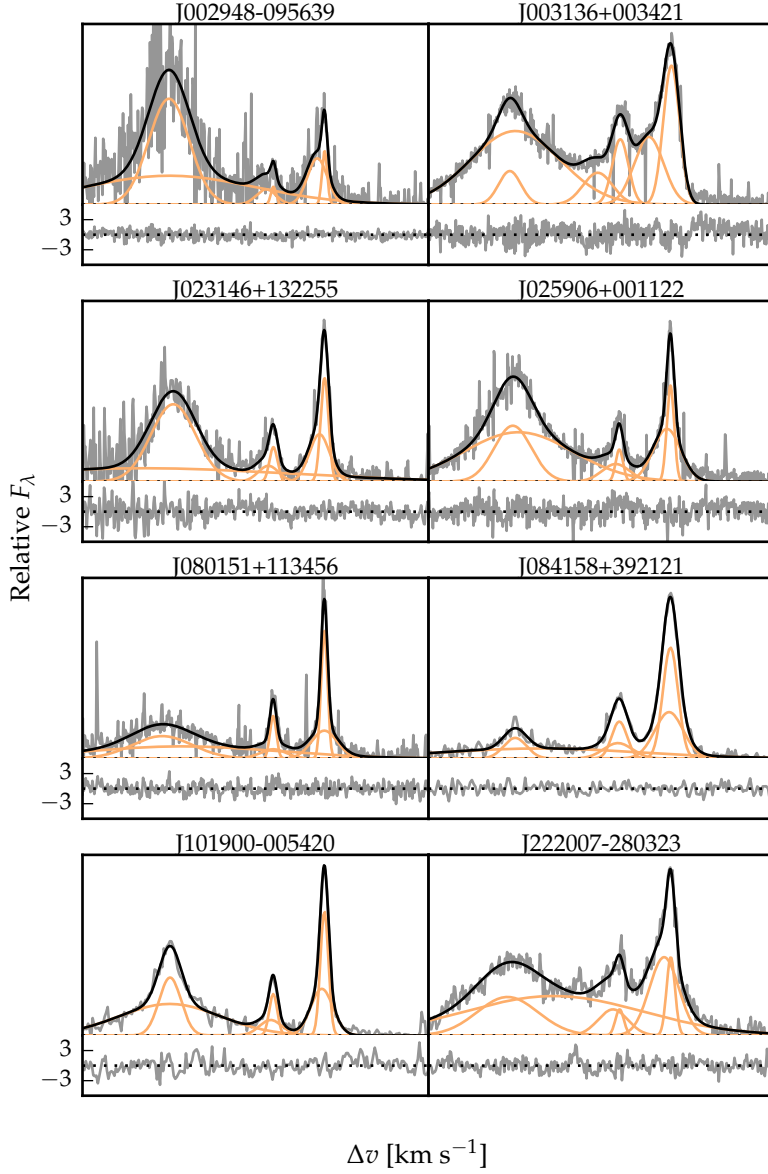 J002948-095639 J003136+003421
3
−3
J023146+132255 J025906+001122
3
−3
Relative F_λ
J080151+113456 J084158+392121
3
−3
J101900-005420 J222007-280323
3
−3
Δv [km s⁻¹]